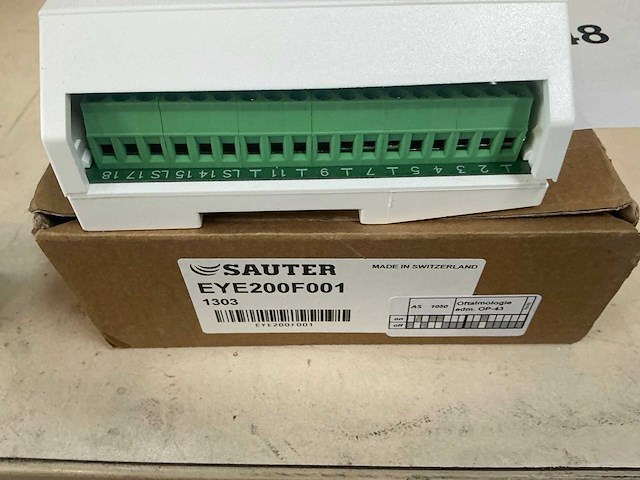 48
18 17 LS 15 14 LS ⊥ 11 ⊥ 9 ⊥ 7 ⊥ 5 4 3 2 ⊥
SAUTER
MADE IN SWITZERLAND
EYE200F001
1303
EYE200F001
AS 1050 Oftalmologie
adm. OP-43
on
off